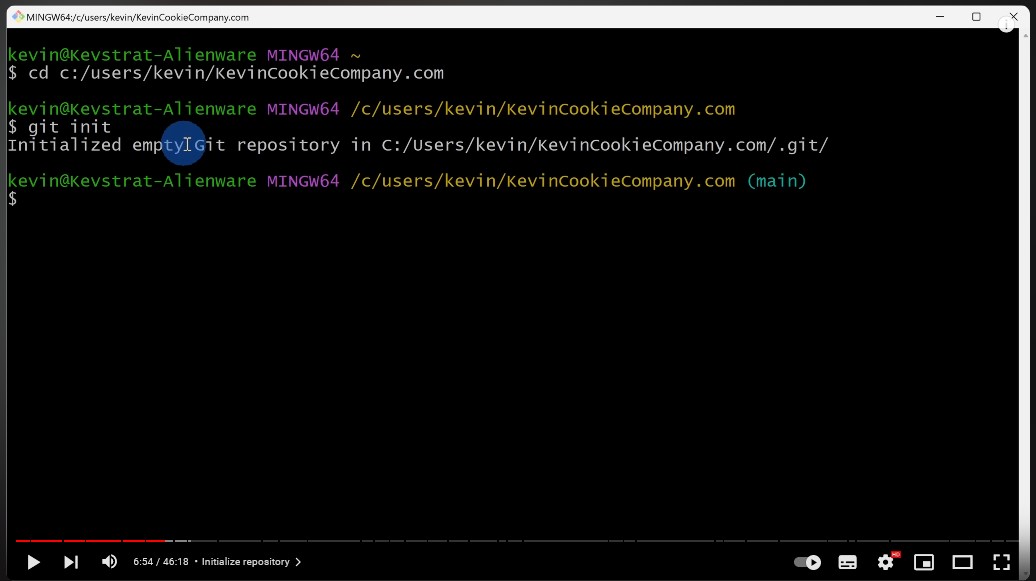 MINGW64:/c/users/kevin/KevinCookieCompany.com
kevin@Kevstrat-Alienware MINGW64 ~
$ cd c:/users/kevin/KevinCookieCompany.com
kevin@Kevstrat-Alienware MINGW64 /c/users/kevin/KevinCookieCompany.com
$ git init
Initialized empty Git repository in C:/Users/kevin/KevinCookieCompany.com/.git/
kevin@Kevstrat-Alienware MINGW64 /c/users/kevin/KevinCookieCompany.com (main)
$
6:54 / 46:18 • Initialize repository >
HD